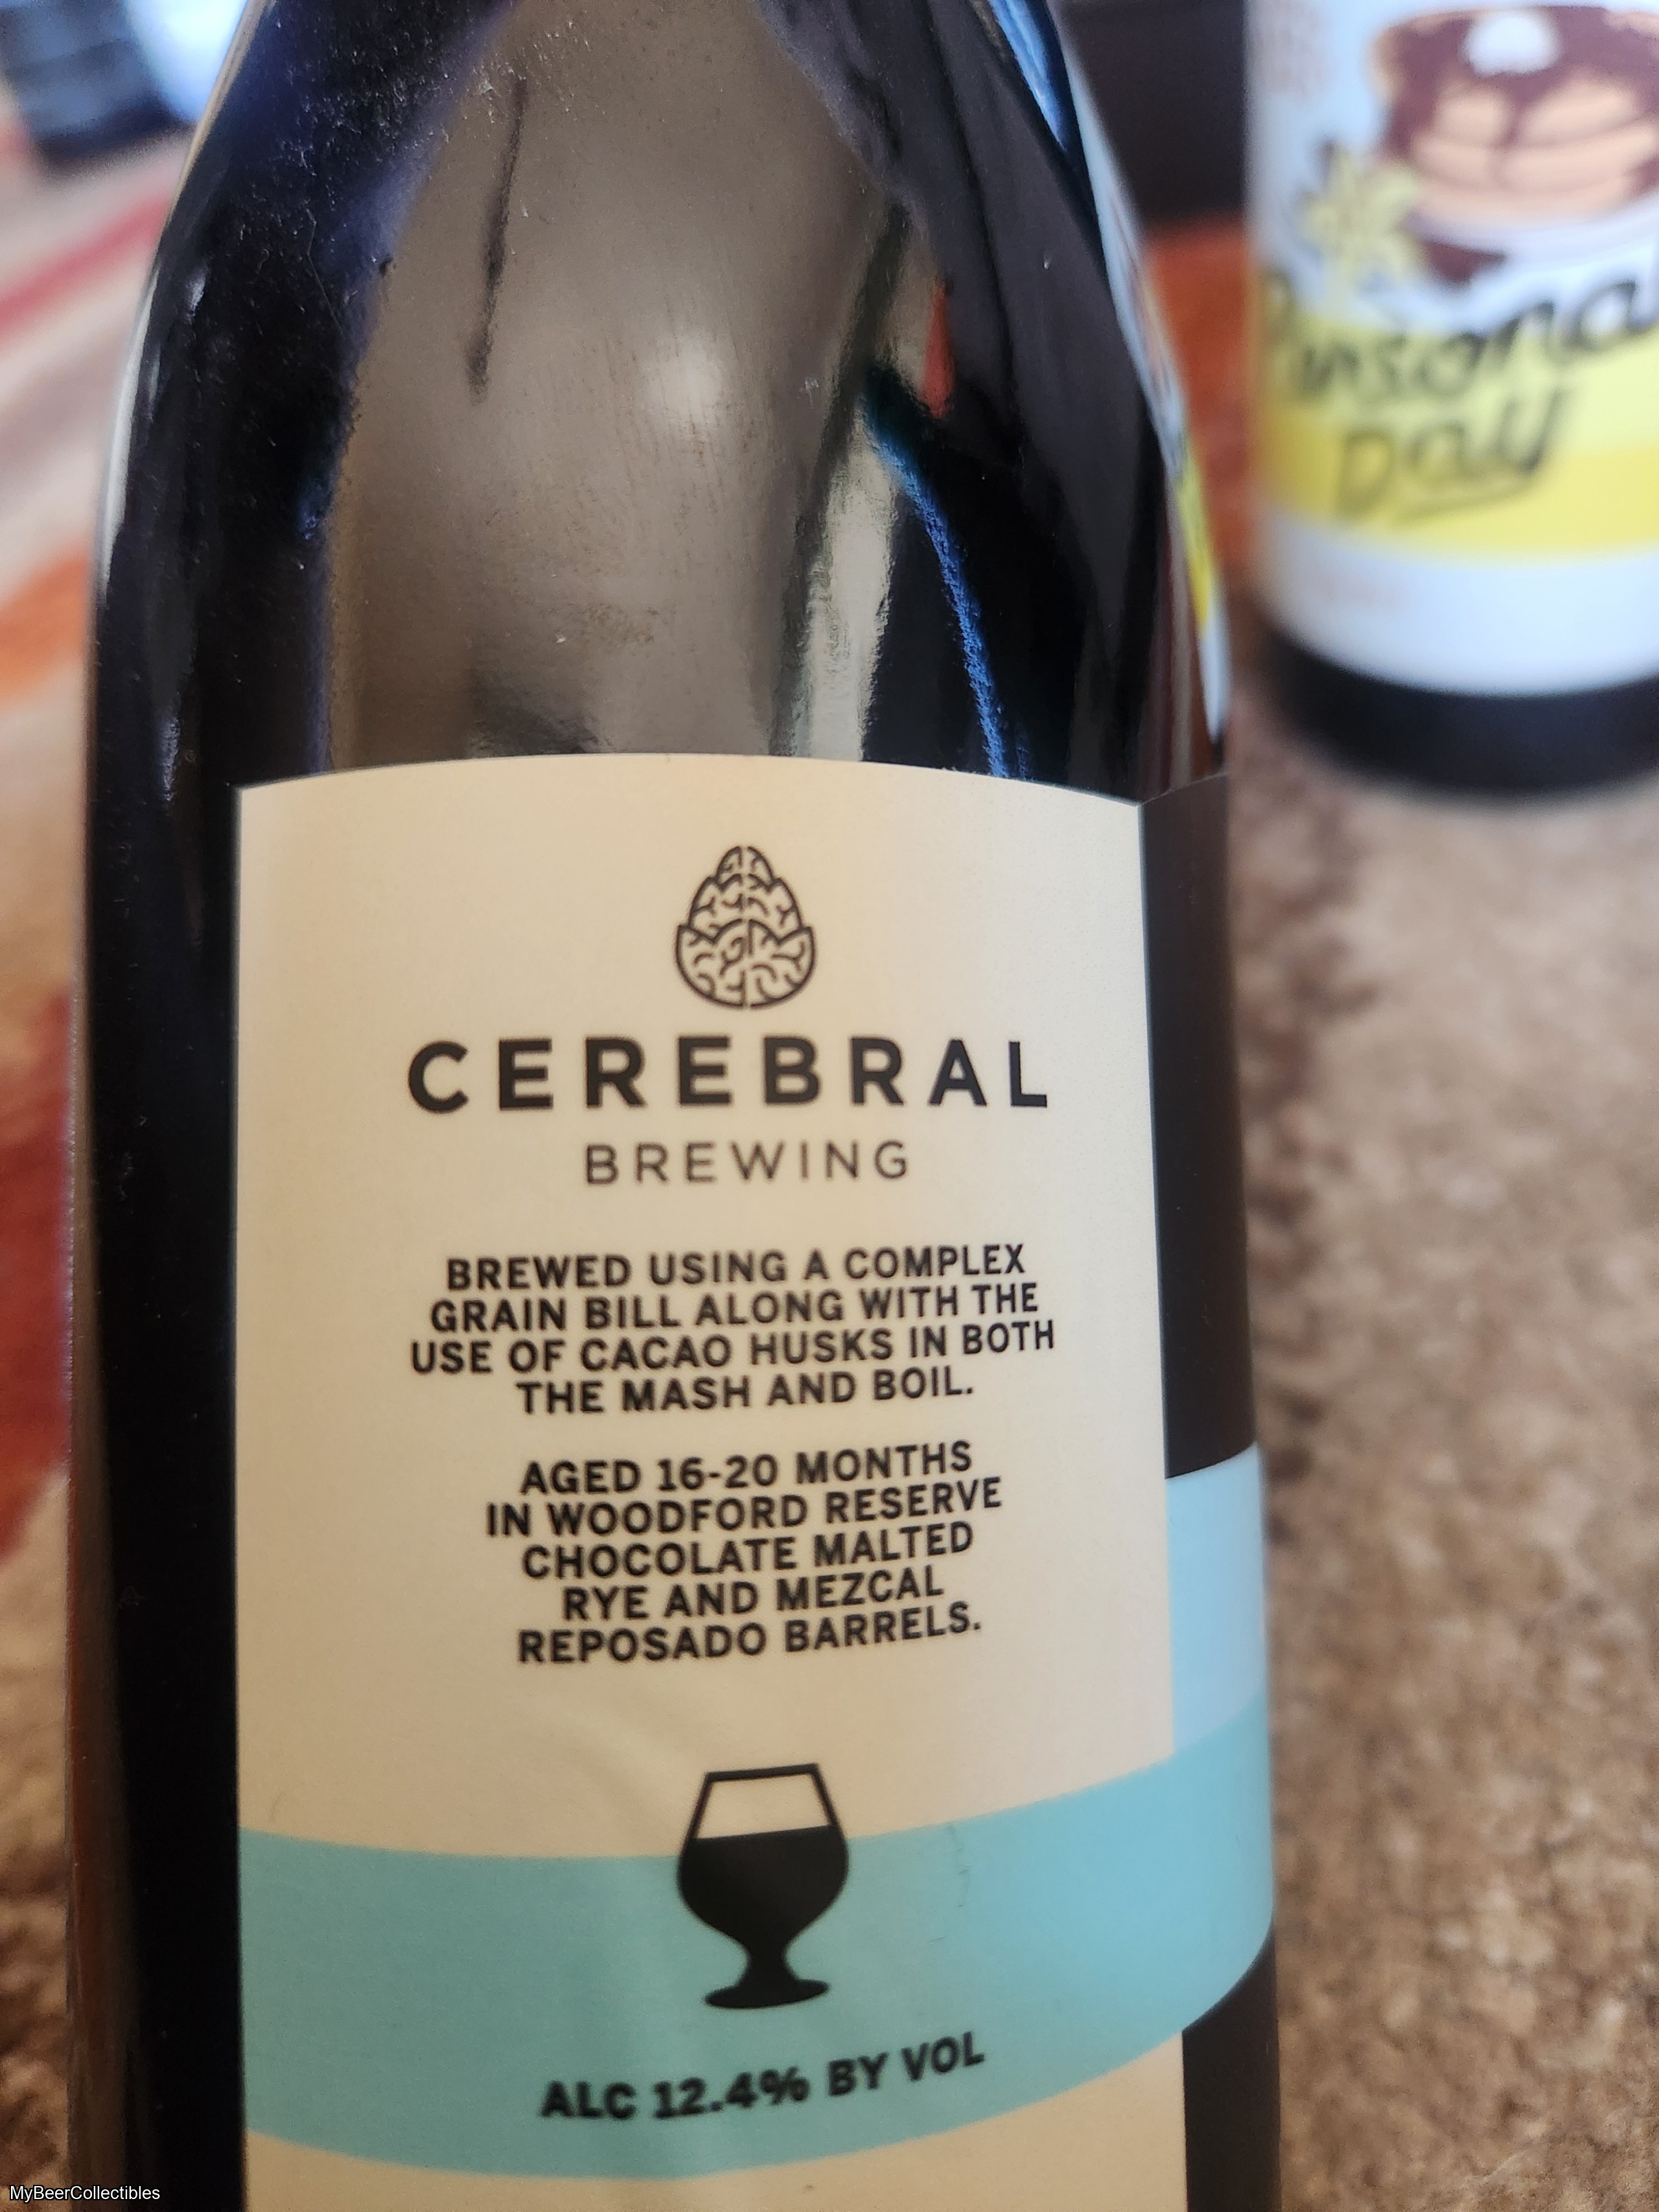 Personal
Day
CEREBRAL
BREWING
BREWED USING A COMPLEX
GRAIN BILL ALONG WITH THE
USE OF CACAO HUSKS IN BOTH
THE MASH AND BOIL.
AGED 16-20 MONTHS
IN WOODFORD RESERVE
CHOCOLATE MALTED
RYE AND MEZCAL
REPOSADO BARRELS.
ALC 12.4% BY VOL
MyBeerCollectibles